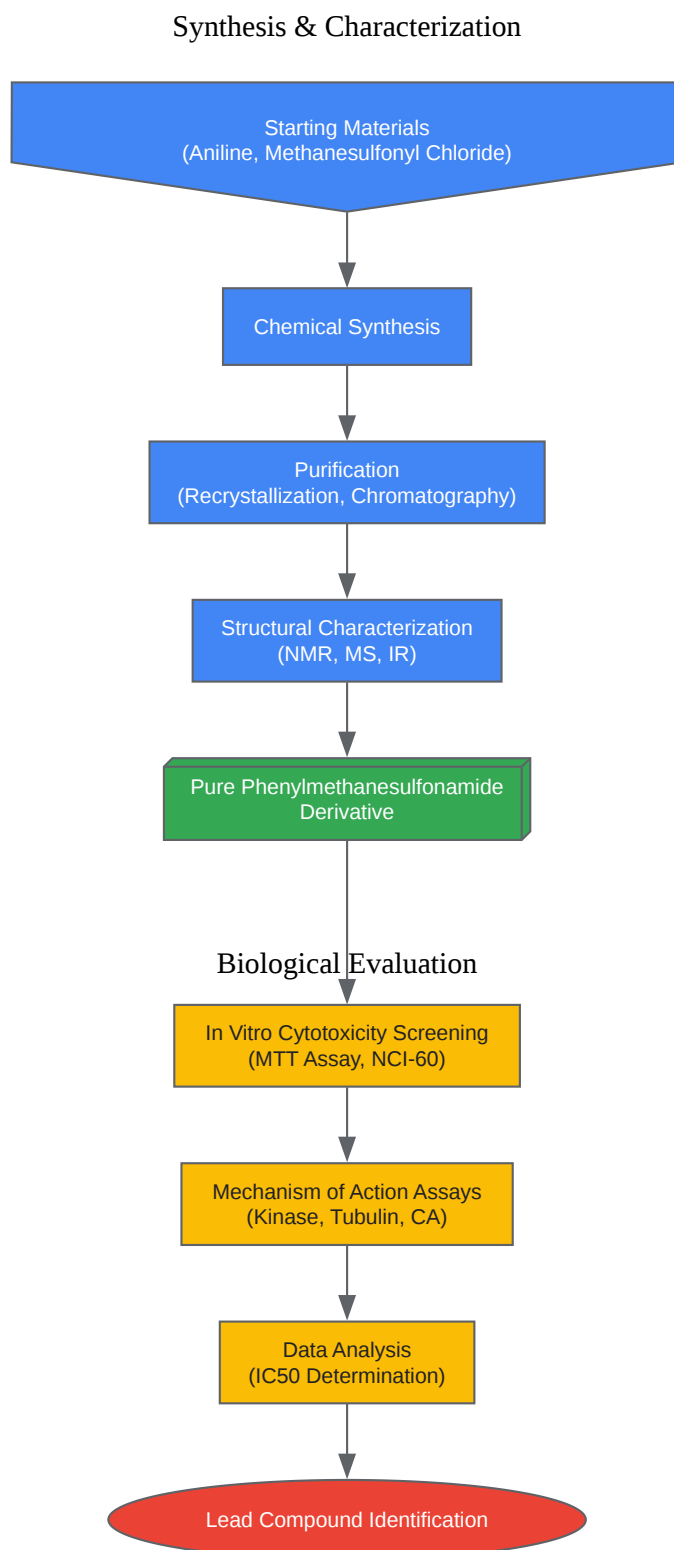 Synthesis & Characterization
Starting Materials
(Aniline, Methanesulfonyl Chloride)
Chemical Synthesis
Purification
(Recrystallization, Chromatography)
Structural Characterization
(NMR, MS, IR)
Pure Phenylmethanesulfonamide
Derivative
Biological Evaluation
In Vitro Cytotoxicity Screening
(MTT Assay, NCI-60)
Mechanism of Action Assays
(Kinase, Tubulin, CA)
Data Analysis
(IC50 Determination)
Lead Compound Identification